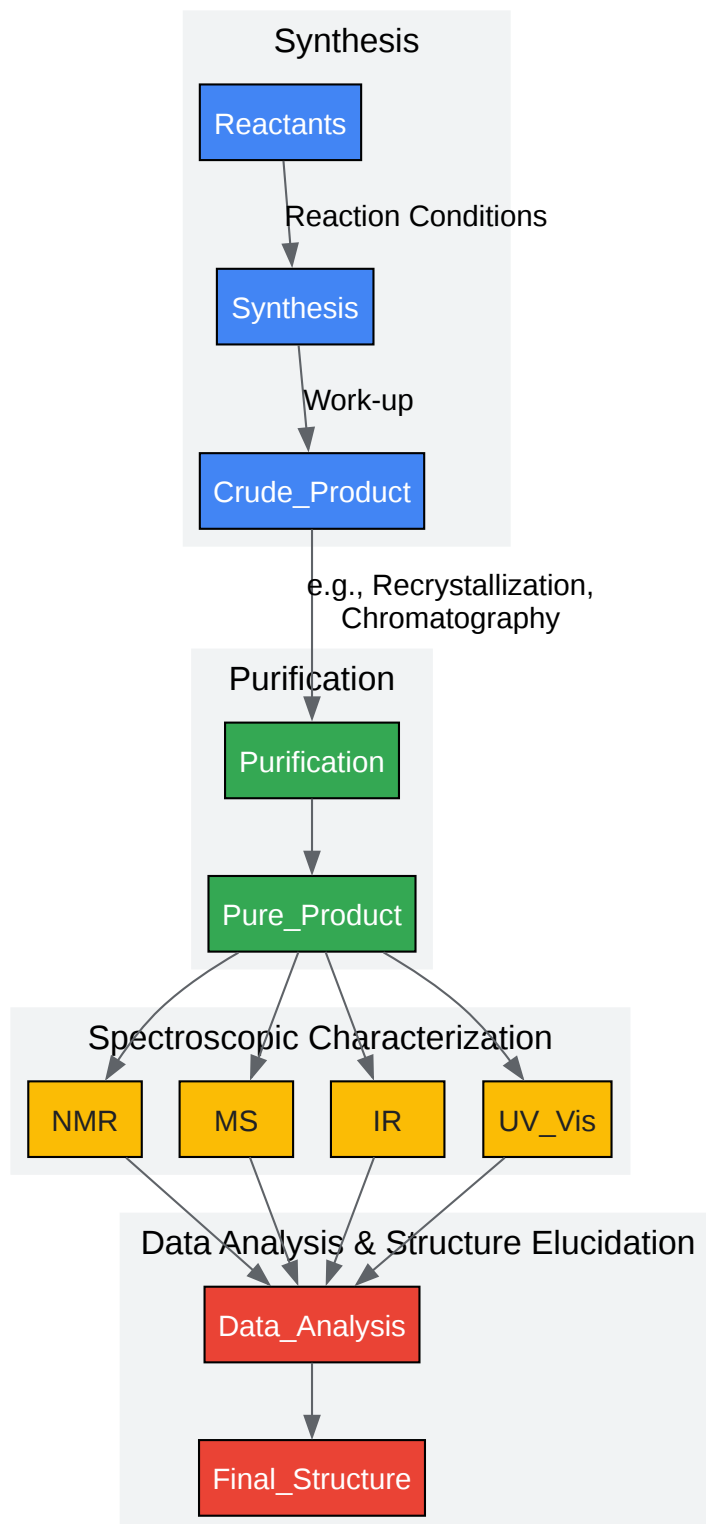 Synthesis
Reactants
Reaction Conditions
Synthesis
Work-up
Crude_Product
e.g., Recrystallization,
Chromatography
Purification
Purification
Pure_Product
Spectroscopic Characterization
NMR
MS
IR
UV_Vis
Data Analysis & Structure Elucidation
Data_Analysis
Final_Structure